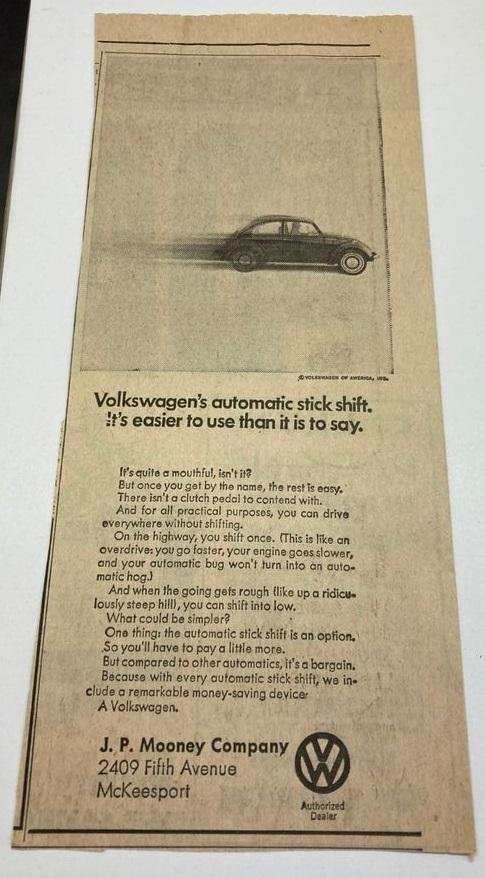 © VOLKSWAGEN OF AMERICA, INC.
Volkswagen's automatic stick shift.
It's easier to use than it is to say.
It's quite a mouthful, isn't it?
But once you get by the name, the rest is easy.
There isn't a clutch pedal to contend with.
And for all practical purposes, you can drive
everywhere without shifting.
On the highway, you shift once. (This is like an
overdrive: you go faster, your engine goes slower,
and your automatic bug won't turn into an auto-
matic hog.)
And when the going gets rough (like up a ridicu-
lously steep hill), you can shift into low.
What could be simpler?
One thing: the automatic stick shift is an option.
So you'll have to pay a little more.
But compared to other automatics, it's a bargain.
Because with every automatic stick shift, we in-
clude a remarkable money-saving device:
A Volkswagen.
J. P. Mooney Company
2409 Fifth Avenue
McKeesport
VW
Authorized
Dealer